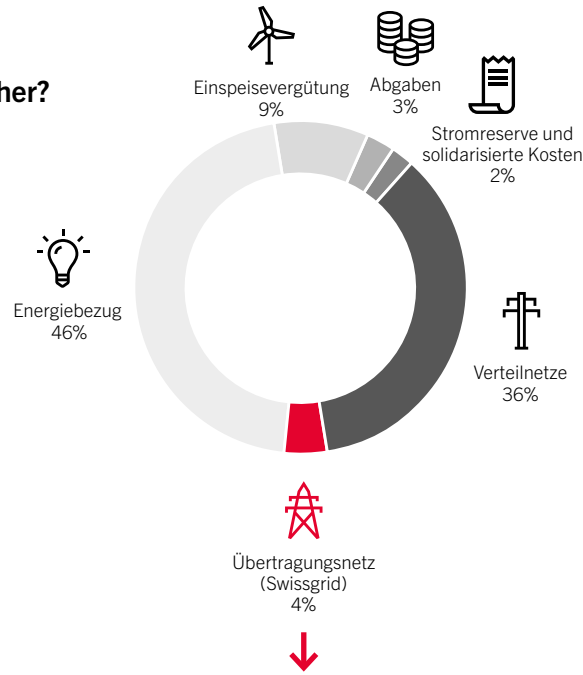 her?
Einspeisevergütung
9%
Abgaben
3%
Stromreserve und
solidarisierte Kosten
2%
Energiebezug
46%
Verteilnetze
36%
Übertragungsnetz
(Swissgrid)
4%